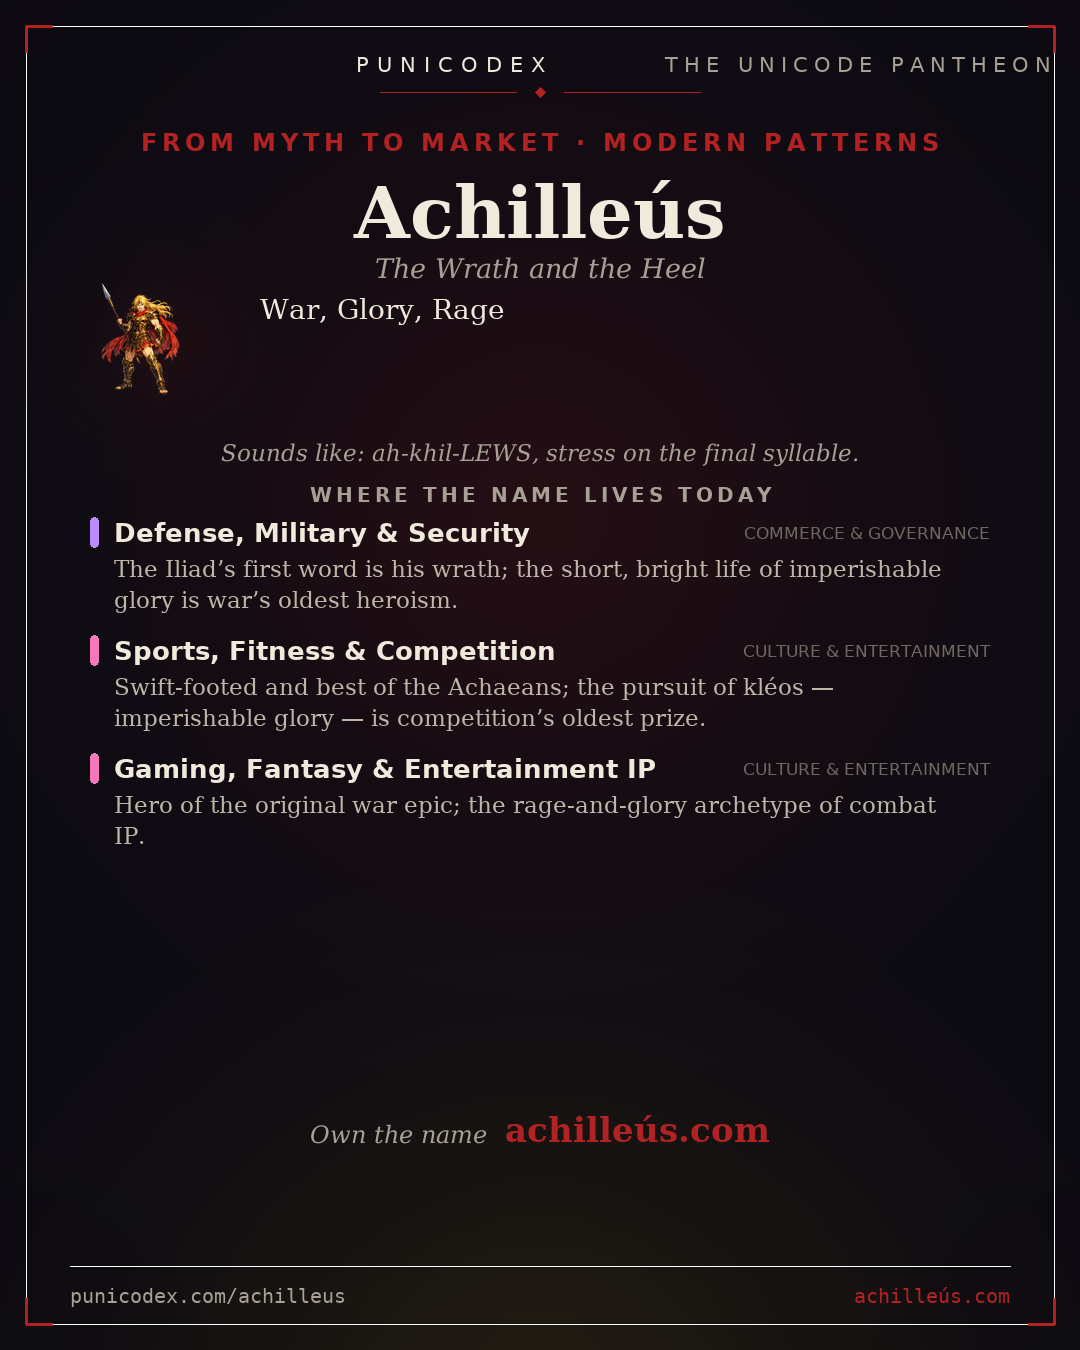 PUNICODEX
THE UNICODE PANTHEON
FROM MYTH TO MARKET · MODERN PATTERNS
Achilleús
The Wrath and the Heel
War, Glory, Rage
Sounds like: ah-khil-LEWS, stress on the final syllable.
WHERE THE NAME LIVES TODAY
Defense, Military & Security
COMMERCE & GOVERNANCE
The Iliad’s first word is his wrath; the short, bright life of imperishable
glory is war’s oldest heroism.
Sports, Fitness & Competition
CULTURE & ENTERTAINMENT
Swift-footed and best of the Achaeans; the pursuit of kléos —
imperishable glory — is competition’s oldest prize.
Gaming, Fantasy & Entertainment IP
CULTURE & ENTERTAINMENT
Hero of the original war epic; the rage-and-glory archetype of combat
IP.
Own the name achilleús.com
punicodex.com/achilleus
achilleús.com